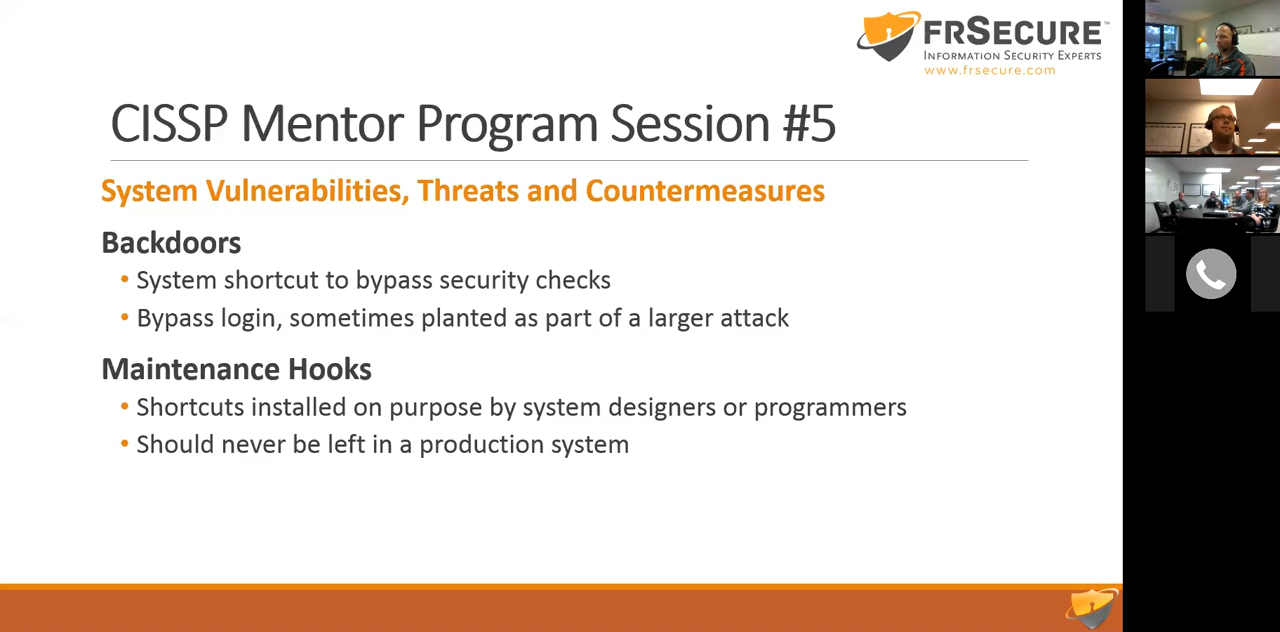 FRSECURE™
INFORMATION SECURITY EXPERTS
www.frsecure.com
CISSP Mentor Program Session #5
System Vulnerabilities, Threats and Countermeasures
Backdoors
• System shortcut to bypass security checks
• Bypass login, sometimes planted as part of a larger attack
Maintenance Hooks
• Shortcuts installed on purpose by system designers or programmers
• Should never be left in a production system